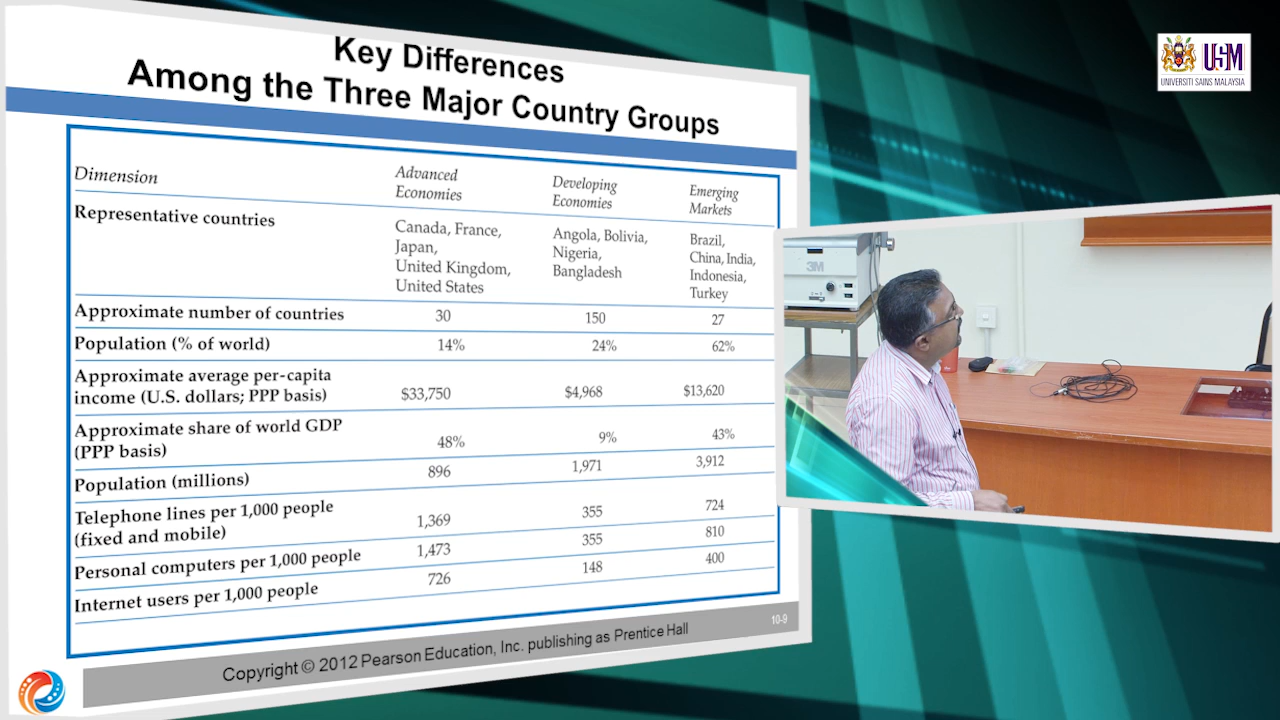 Key Differences
Among the Three Major Country Groups
Dimension
Advanced
Economies
Developing
Economies
Emerging
Markets
Representative countries
Canada, France,
Japan,
United Kingdom,
United States
Angola, Bolivia,
Nigeria,
Bangladesh
Brazil,
China, India,
Indonesia,
Turkey
Approximate number of countries 30 150 27
Population (% of world) 14% 24% 62%
Approximate average per-capita
income (U.S. dollars; PPP basis) $33,750 $4,968 $13,620
Approximate share of world GDP
(PPP basis) 48% 9% 43%
Population (millions) 896 1,971 3,912
Telephone lines per 1,000 people
(fixed and mobile) 1,369 355 724
Personal computers per 1,000 people 1,473 355 810
Internet users per 1,000 people 726 148 400
Copyright © 2012 Pearson Education, Inc. publishing as Prentice Hall
10-9
USM
UNIVERSITI SAINS MALAYSIA
3M